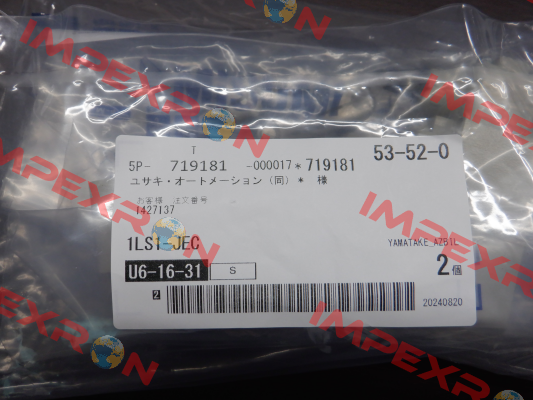 IMPEXRON
T
5P- 719181 -000017*719181 53-52-0
ユサキ・オートメーション（同）* 様
お客様 注文番号
1427137
1LS1-JEC YAMATAKE AZBIL
U6-16-31 S 2個
2 20240820
IMPEXRON
IMPEXRON
IMPEXRON